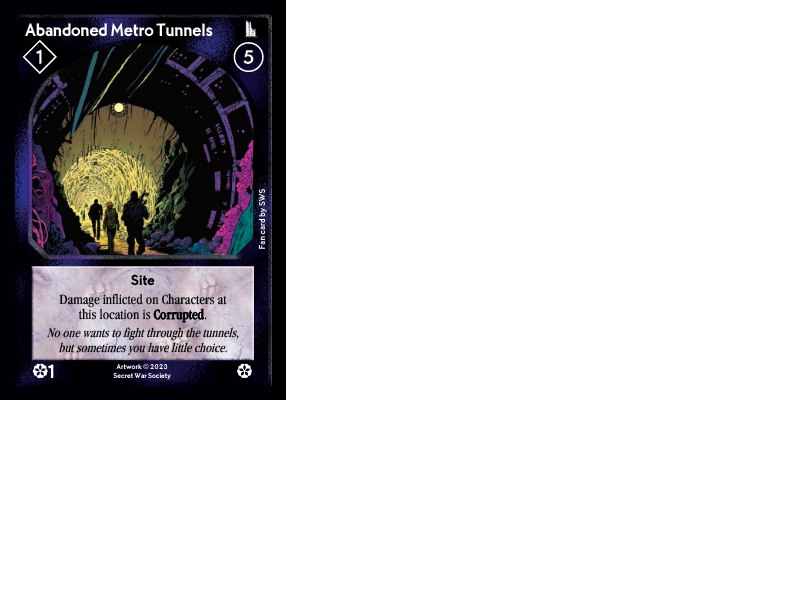 Abandoned Metro Tunnels
1
5
Fan card by SWS
Site
Damage inflicted on Characters at
this location is Corrupted.
No one wants to fight through the tunnels,
but sometimes you have little choice.
1
Artwork © 2023
Secret War Society